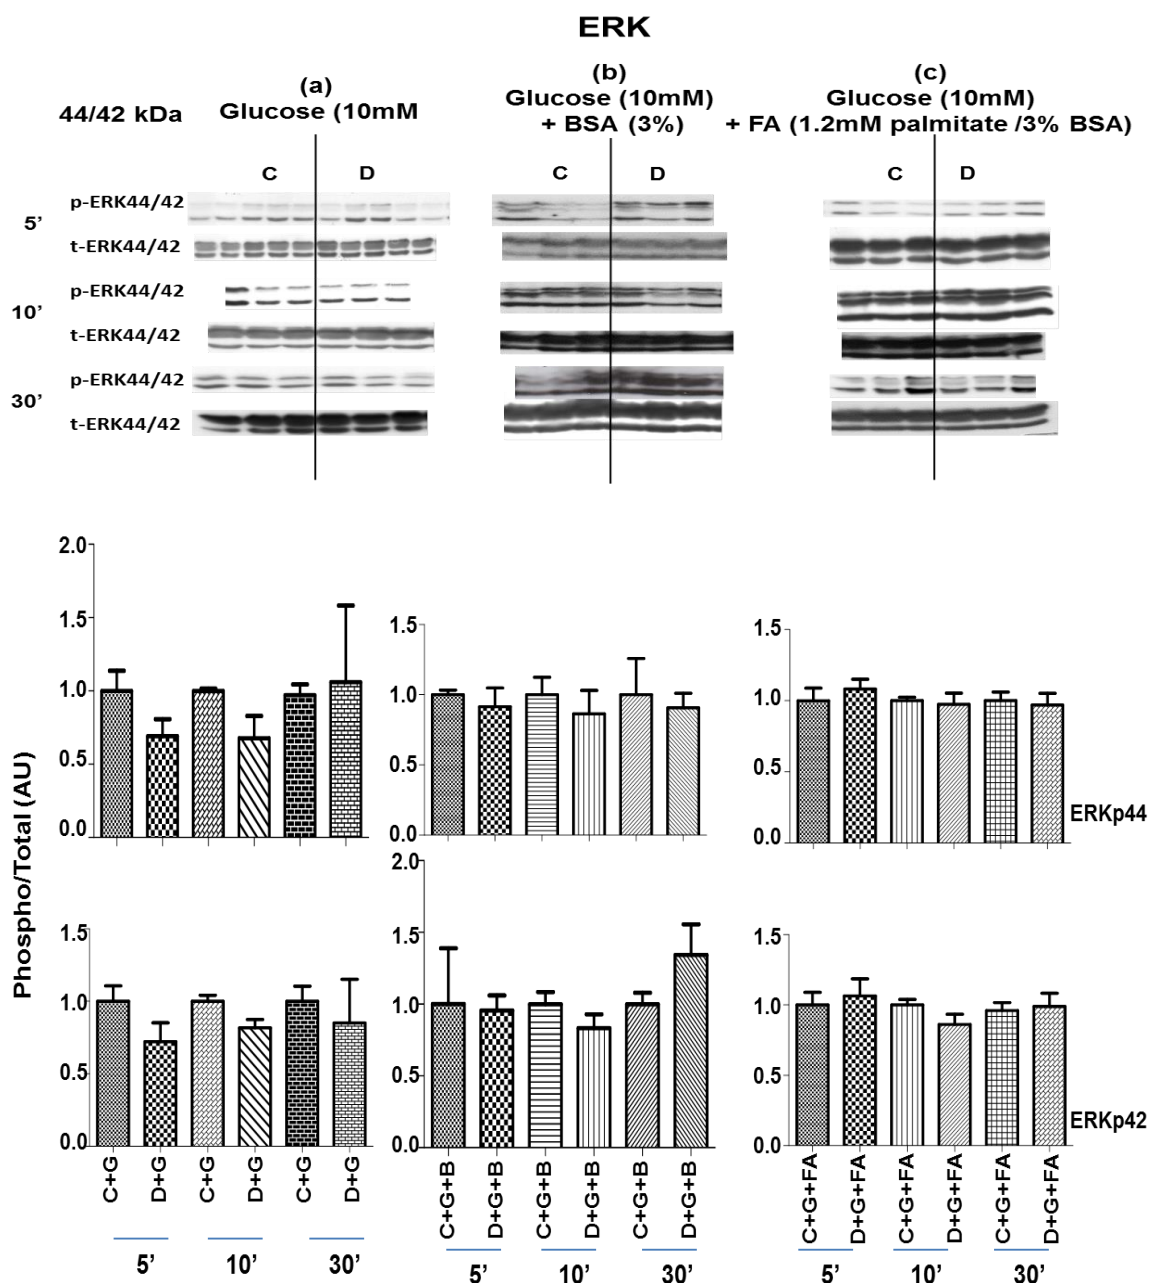 ERK
44/42 kDa
(a)
Glucose (10mM
(b)
Glucose (10mM)
+ BSA (3%)
(c)
Glucose (10mM)
+ FA (1.2mM palmitate /3% BSA)
C D
C D
C D
5’
p-ERK44/42
t-ERK44/42
10’
p-ERK44/42
t-ERK44/42
30’
p-ERK44/42
t-ERK44/42
Phospho/Total (AU)
2.0
1.5
1.0
0.5
0.0
1.5
1.0
0.5
0.0
1.5
1.0
0.5
0.0
ERKp44
1.5
1.0
0.5
0.0
2.0
1.5
1.0
0.5
0.0
1.5
1.0
0.5
0.0
ERKp42
C+G
D+G
C+G
D+G
C+G
D+G
5’ 10’ 30’
C+G+B
D+G+B
C+G+B
D+G+B
C+G+B
D+G+B
5’ 10’ 30’
C+G+FA
D+G+FA
C+G+FA
D+G+FA
C+G+FA
D+G+FA
5’ 10’ 30’